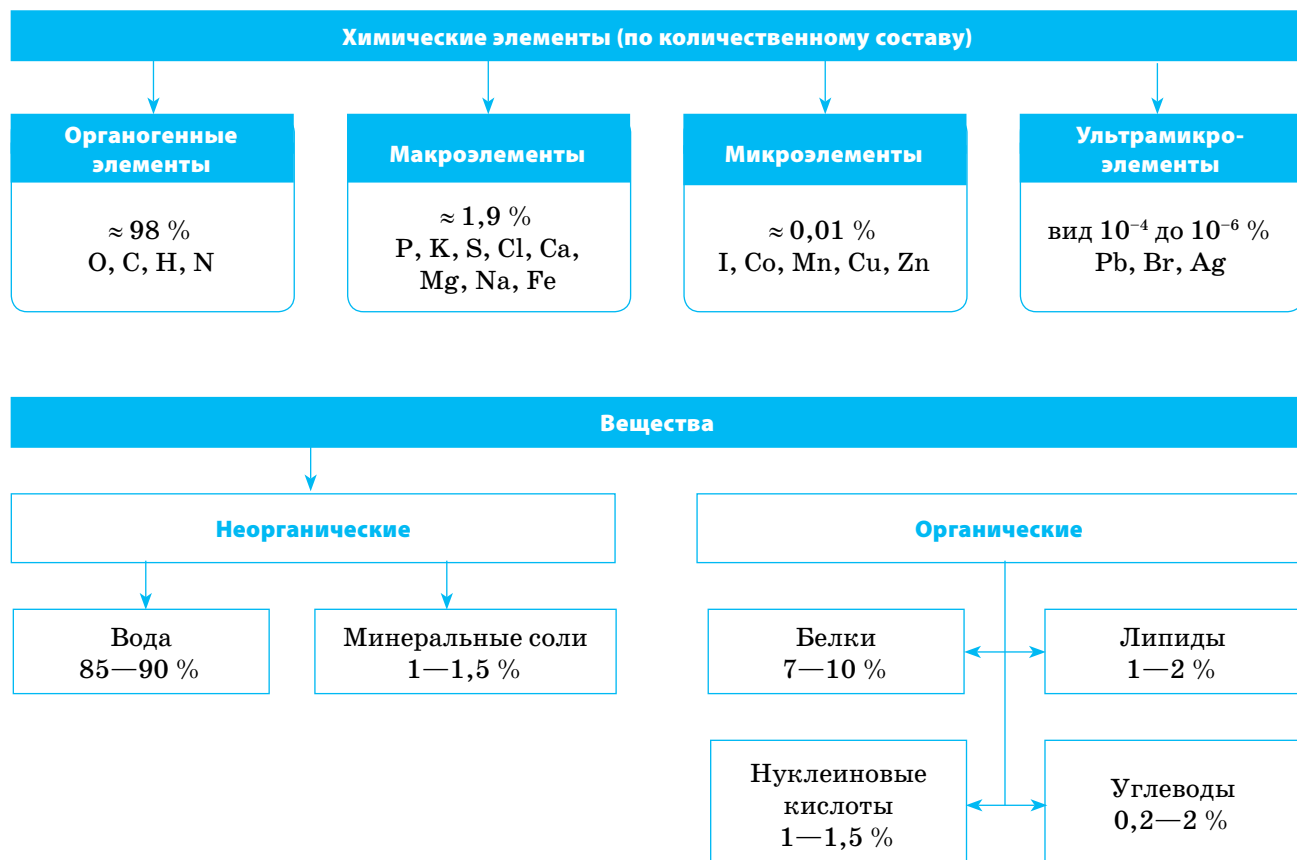 Химические элементы (по количественному составу)
Органогенные
элементы
≈ 98 %
O, C, H, N
Макроэлементы
≈ 1,9 %
P, K, S, Cl, Ca,
Mg, Na, Fe
Микроэлементы
≈ 0,01 %
I, Co, Mn, Cu, Zn
Ультрамикро-
элементы
вид 10⁻⁴ до 10⁻⁶ %
Pb, Br, Ag
Вещества
Неорганические
Органические
Вода
85—90 %
Минеральные соли
1—1,5 %
Белки
7—10 %
Липиды
1—2 %
Нуклеиновые
кислоты
1—1,5 %
Углеводы
0,2—2 %